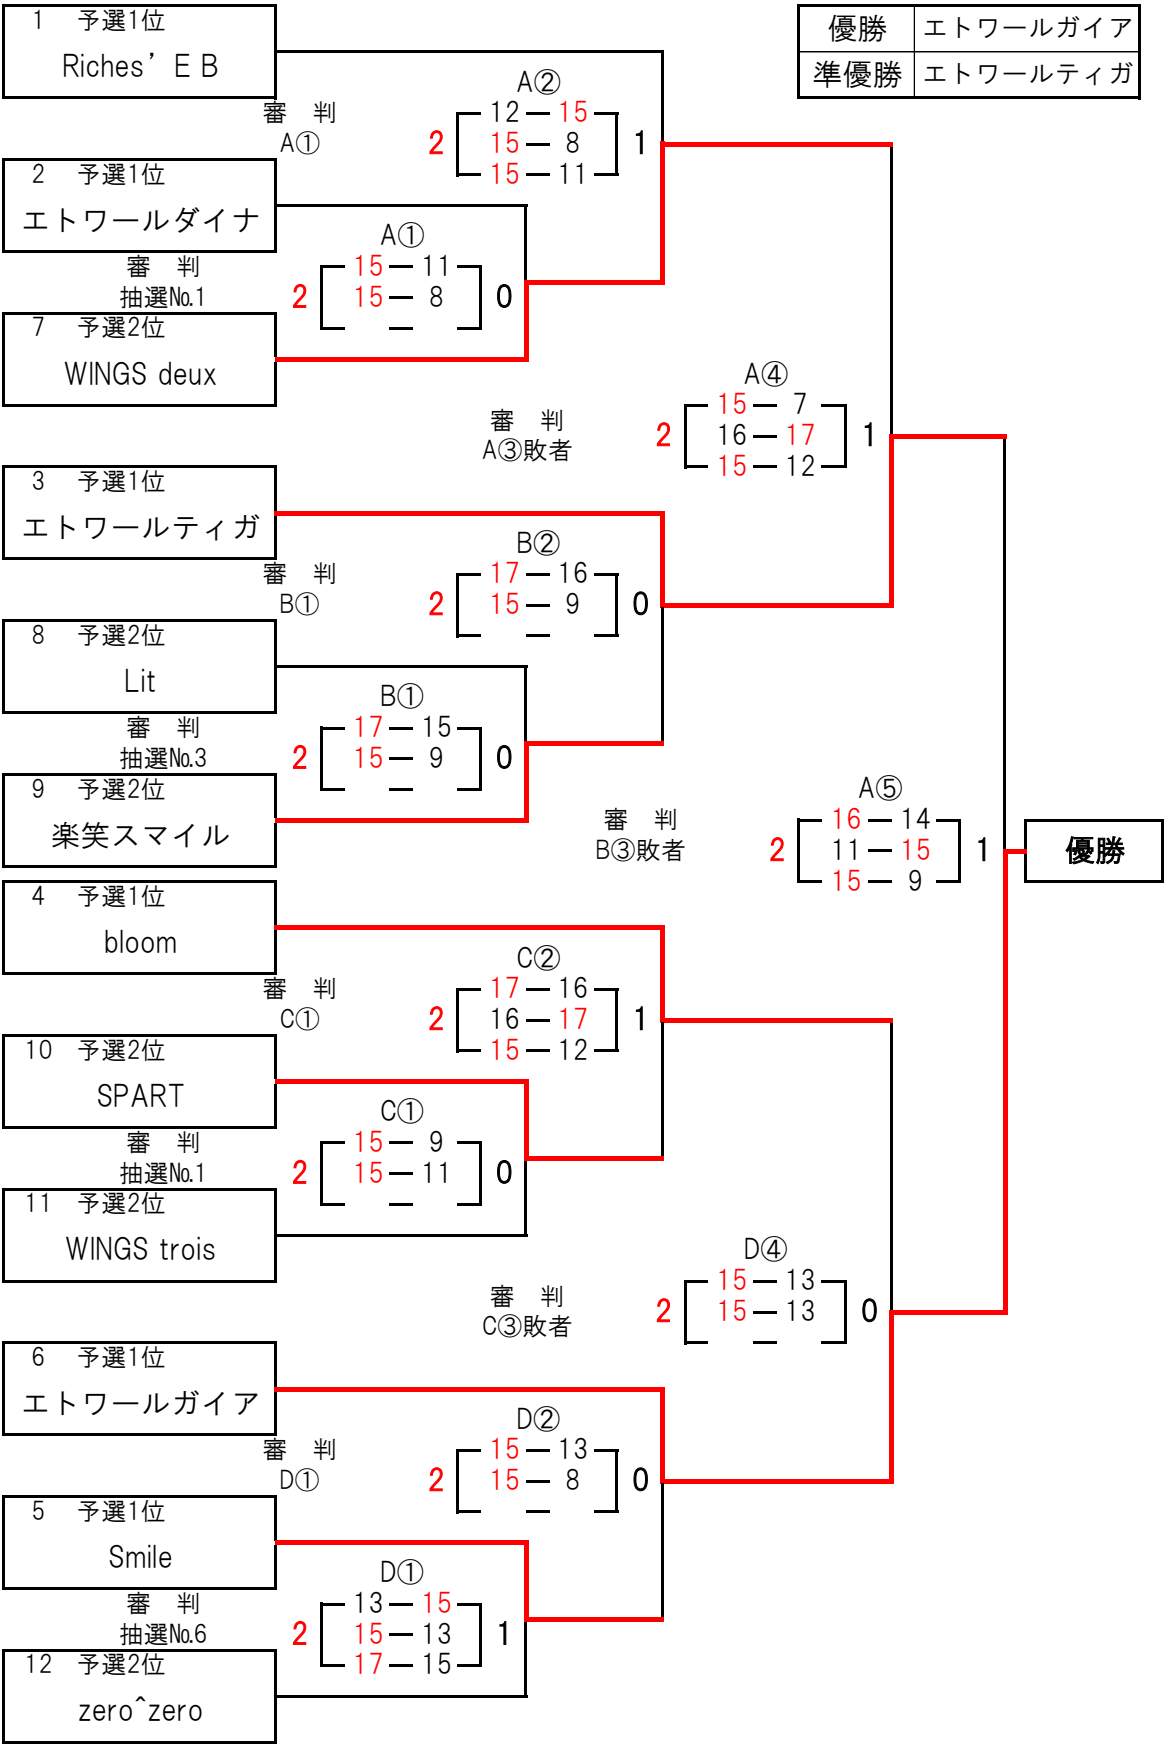 1 予選1位
Riches’ E B
優勝 エトワールガイア
準優勝 エトワールティガ
審 判
A①
A②
12 ― 15
2 15 ― 8 1
15 ― 11
2 予選1位
エトワールダイナ
審 判
抽選№1
A①
15 ― 11
2 15 ― 8 0
―
7 予選2位
WINGS deux
審 判
A③敗者
A④
15 ― 7
2 16 ― 17 1
15 ― 12
3 予選1位
エトワールティガ
審 判
B①
B②
17 ― 16
2 15 ― 9 0
―
8 予選2位
Lit
審 判
抽選№3
B①
17 ― 15
2 15 ― 9 0
―
9 予選2位
楽笑スマイル
審 判
B③敗者
A⑤
16 ― 14
2 11 ― 15 1
15 ― 9
優勝
4 予選1位
bloom
審 判
C①
C②
17 ― 16
2 16 ― 17 1
15 ― 12
10 予選2位
SPART
審 判
抽選№1
C①
15 ― 9
2 15 ― 11 0
―
11 予選2位
WINGS trois
審 判
C③敗者
D④
15 ― 13
2 15 ― 13 0
―
6 予選1位
エトワールガイア
審 判
D①
D②
15 ― 13
2 15 ― 8 0
―
5 予選1位
Smile
審 判
抽選№6
D①
13 ― 15
2 15 ― 13 1
17 ― 15
12 予選2位
zero^zero